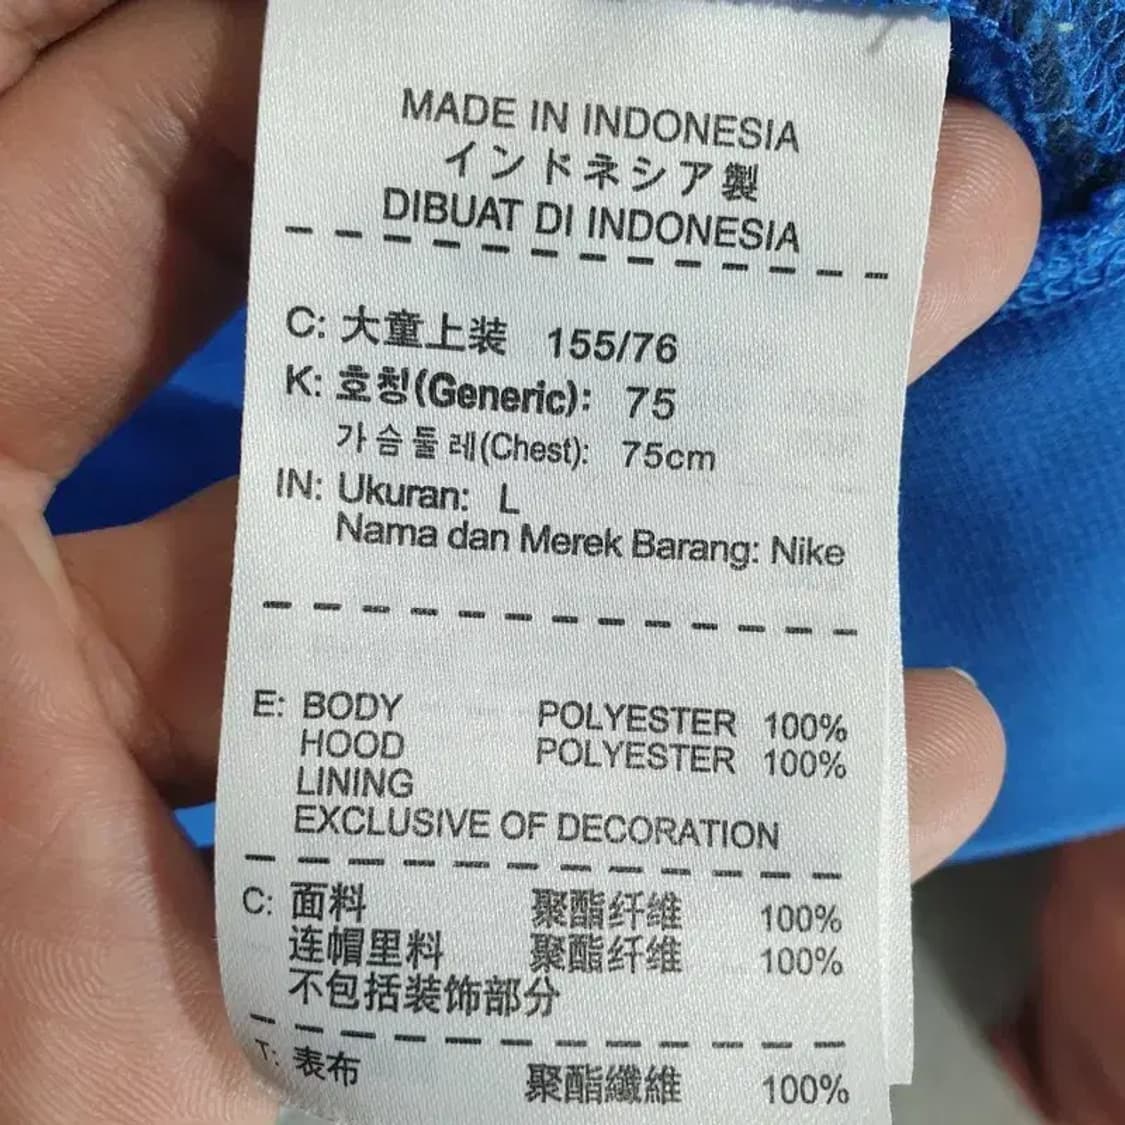 MADE IN INDONESIA
インドネシア製
DIBUAT DI INDONESIA
C: 大童上装 155/76
K: 호칭(Generic): 75
가슴둘레(Chest): 75cm
IN: Ukuran: L
Nama dan Merek Barang: Nike
E: BODY POLYESTER 100%
HOOD POLYESTER 100%
LINING
EXCLUSIVE OF DECORATION
C: 面料 聚酯纤维 100%
连帽里料 聚酯纤维 100%
不包括装饰部分
T: 表布 聚酯纖維 100%